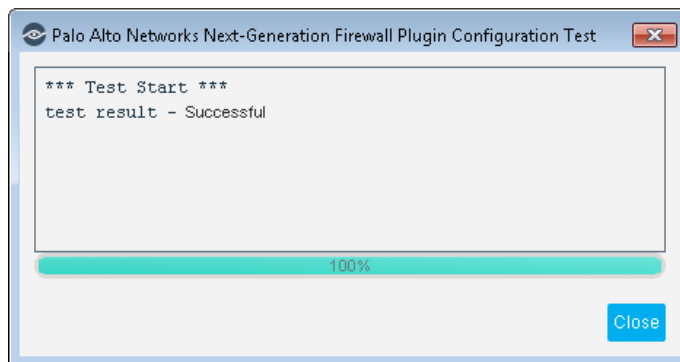 Palo Alto Networks Next-Generation Firewall Plugin Configuration Test
*** Test Start ***
test result - Successful
100%
Close